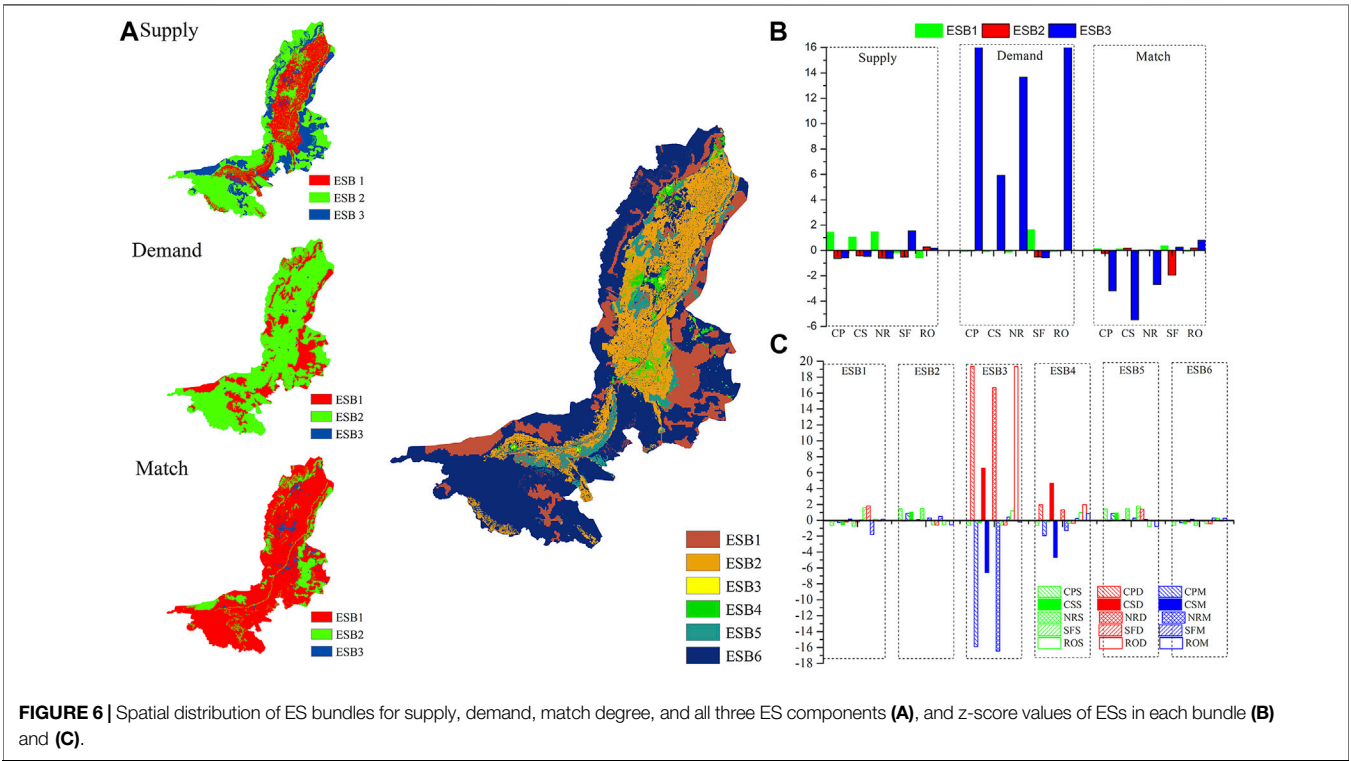 A Supply
ESB 1
ESB 2
ESB 3
Demand
ESB1
ESB2
ESB3
Match
ESB1
ESB2
ESB3
ESB1
ESB2
ESB3
ESB4
ESB5
ESB6
B
ESB1 ESB2 ESB3
Supply Demand Match
16
14
12
10
8
6
4
2
0
-2
-4
-6
CP CS NR SF RO CP CS NR SF RO CP CS NR SF RO
C
ESB1 ESB2 ESB3 ESB4 ESB5 ESB6
20
18
16
14
12
10
8
6
4
2
0
-2
-4
-6
-8
-10
-12
-14
-16
-18
CPS CPD CPM
CSS CSD CSM
NRS NRD NRM
SFS SFD SFM
ROS ROD ROM
FIGURE 6 | Spatial distribution of ES bundles for supply, demand, match degree, and all three ES components (A), and z-score values of ESs in each bundle (B)
and (C).